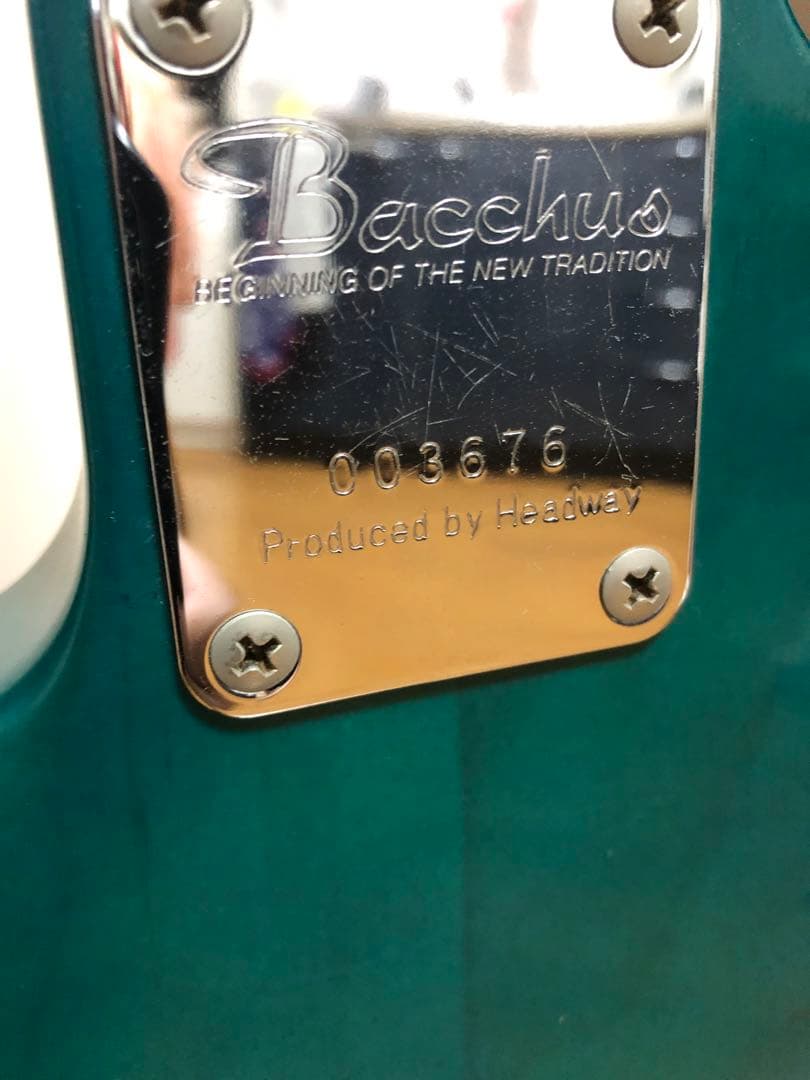 Bacchus
BEGINNING OF THE NEW TRADITION
003676
Produced by Headway